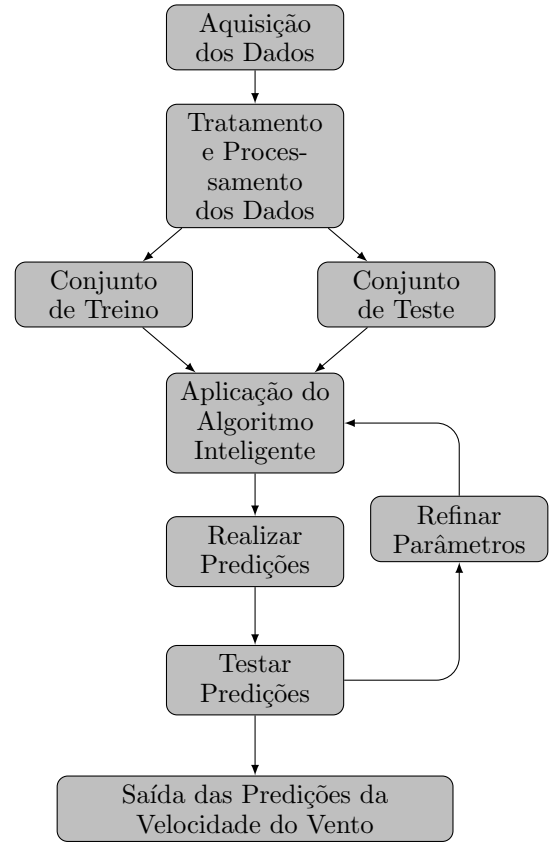 Aquisição
dos Dados
Tratamento
e Proces-
samento
dos Dados
Conjunto
de Treino
Conjunto
de Teste
Aplicação do
Algoritmo
Inteligente
Realizar
Predições
Refinar
Parâmetros
Testar
Predições
Saída das Predições da
Velocidade do Vento